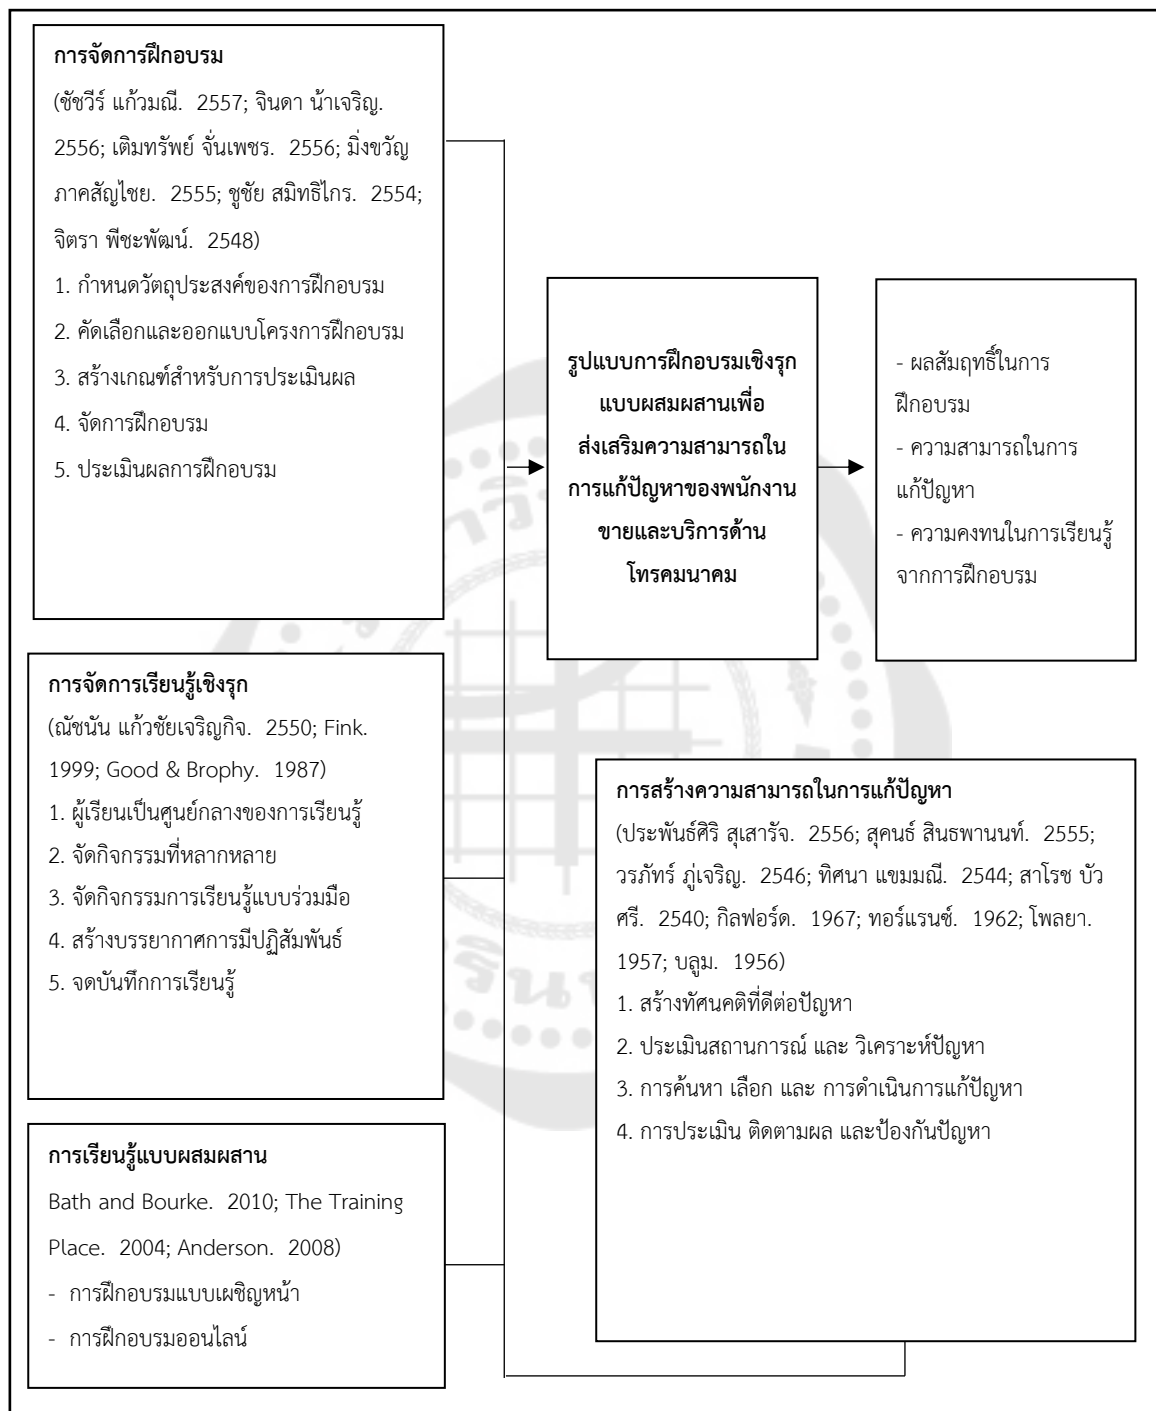 การจัดการฝึกอบรม
(ชัชวีร์ แก้วมณี. 2557; จินดา น้าเจริญ.
2556; เติมทรัพย์ จั่นเพชร. 2556; มิ่งขวัญ
ภาคสัญไชย. 2555; ชูชัย สมิทธิไกร. 2554;
จิตรา พีชะพัฒน์. 2548)
1. กำหนดวัตถุประสงค์ของการฝึกอบรม
2. คัดเลือกและออกแบบโครงการฝึกอบรม
3. สร้างเกณฑ์สำหรับการประเมินผล
4. จัดการฝึกอบรม
5. ประเมินผลการฝึกอบรม
รูปแบบการฝึกอบรมเชิงรุก
แบบผสมผสานเพื่อ
ส่งเสริมความสามารถใน
การแก้ปัญหาของพนักงาน
ขายและบริการด้าน
โทรคมนาคม
- ผลสัมฤทธิ์ในการ
ฝึกอบรม
- ความสามารถในการ
แก้ปัญหา
- ความคงทนในการเรียนรู้
จากการฝึกอบรม
การจัดการเรียนรู้เชิงรุก
(ณัชนัน แก้วชัยเจริญกิจ. 2550; Fink.
1999; Good & Brophy. 1987)
1. ผู้เรียนเป็นศูนย์กลางของการเรียนรู้
2. จัดกิจกรรมที่หลากหลาย
3. จัดกิจกรรมการเรียนรู้แบบร่วมมือ
4. สร้างบรรยากาศการมีปฏิสัมพันธ์
5. จดบันทึกการเรียนรู้
การสร้างความสามารถในการแก้ปัญหา
(ประพันธ์ศิริ สุเสารัจ. 2556; สุคนธ์ สินธพานนท์. 2555;
วรภัทร์ ภู่เจริญ. 2546; ทิศนา แขมมณี. 2544; สาโรช บัว
ศรี. 2540; กิลฟอร์ด. 1967; ทอร์แรนซ์. 1962; โพลยา.
1957; บลูม. 1956)
1. สร้างทัศนคติที่ดีต่อปัญหา
2. ประเมินสถานการณ์ และ วิเคราะห์ปัญหา
3. การค้นหา เลือก และ การดำเนินการแก้ปัญหา
4. การประเมิน ติดตามผล และป้องกันปัญหา
การเรียนรู้แบบผสมผสาน
Bath and Bourke. 2010; The Training
Place. 2004; Anderson. 2008)
- การฝึกอบรมแบบเผชิญหน้า
- การฝึกอบรมออนไลน์